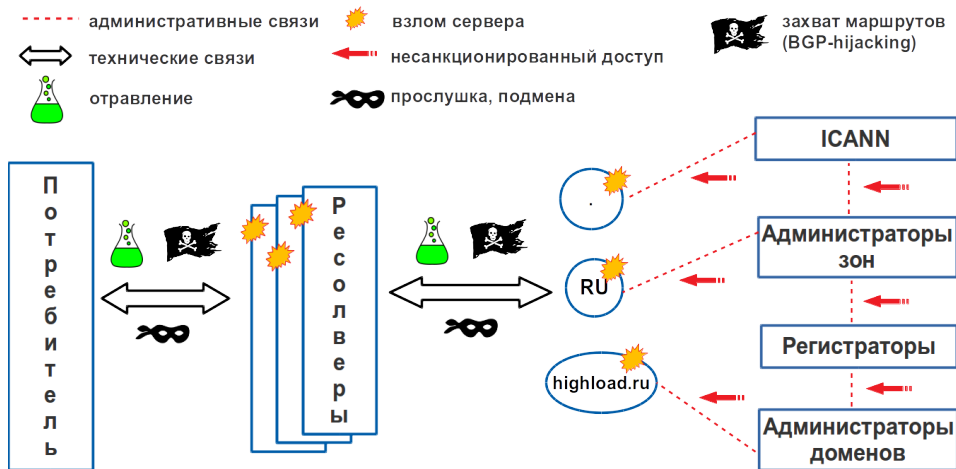 административные связи
взлом сервера
захват маршрутов
(BGP-hijacking)
технические связи
несанкционированный доступ
отравление
прослушка, подмена
Потребитель
Рессолверы
.
RU
highload.ru
ICANN
Администраторы
зон
Регистраторы
Администраторы
доменов